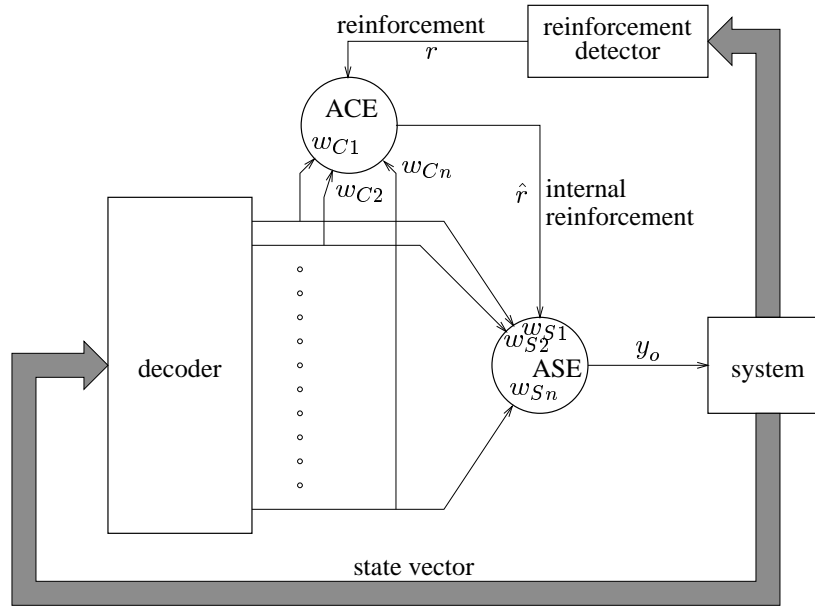 reinforcement
r
reinforcement
detector
ACE
w_{C1}
w_{C2}
w_{Cn}
r̂
internal
reinforcement
decoder
w_{S1}
w_{S2}
ASE
w_{Sn}
y_o
system
state vector